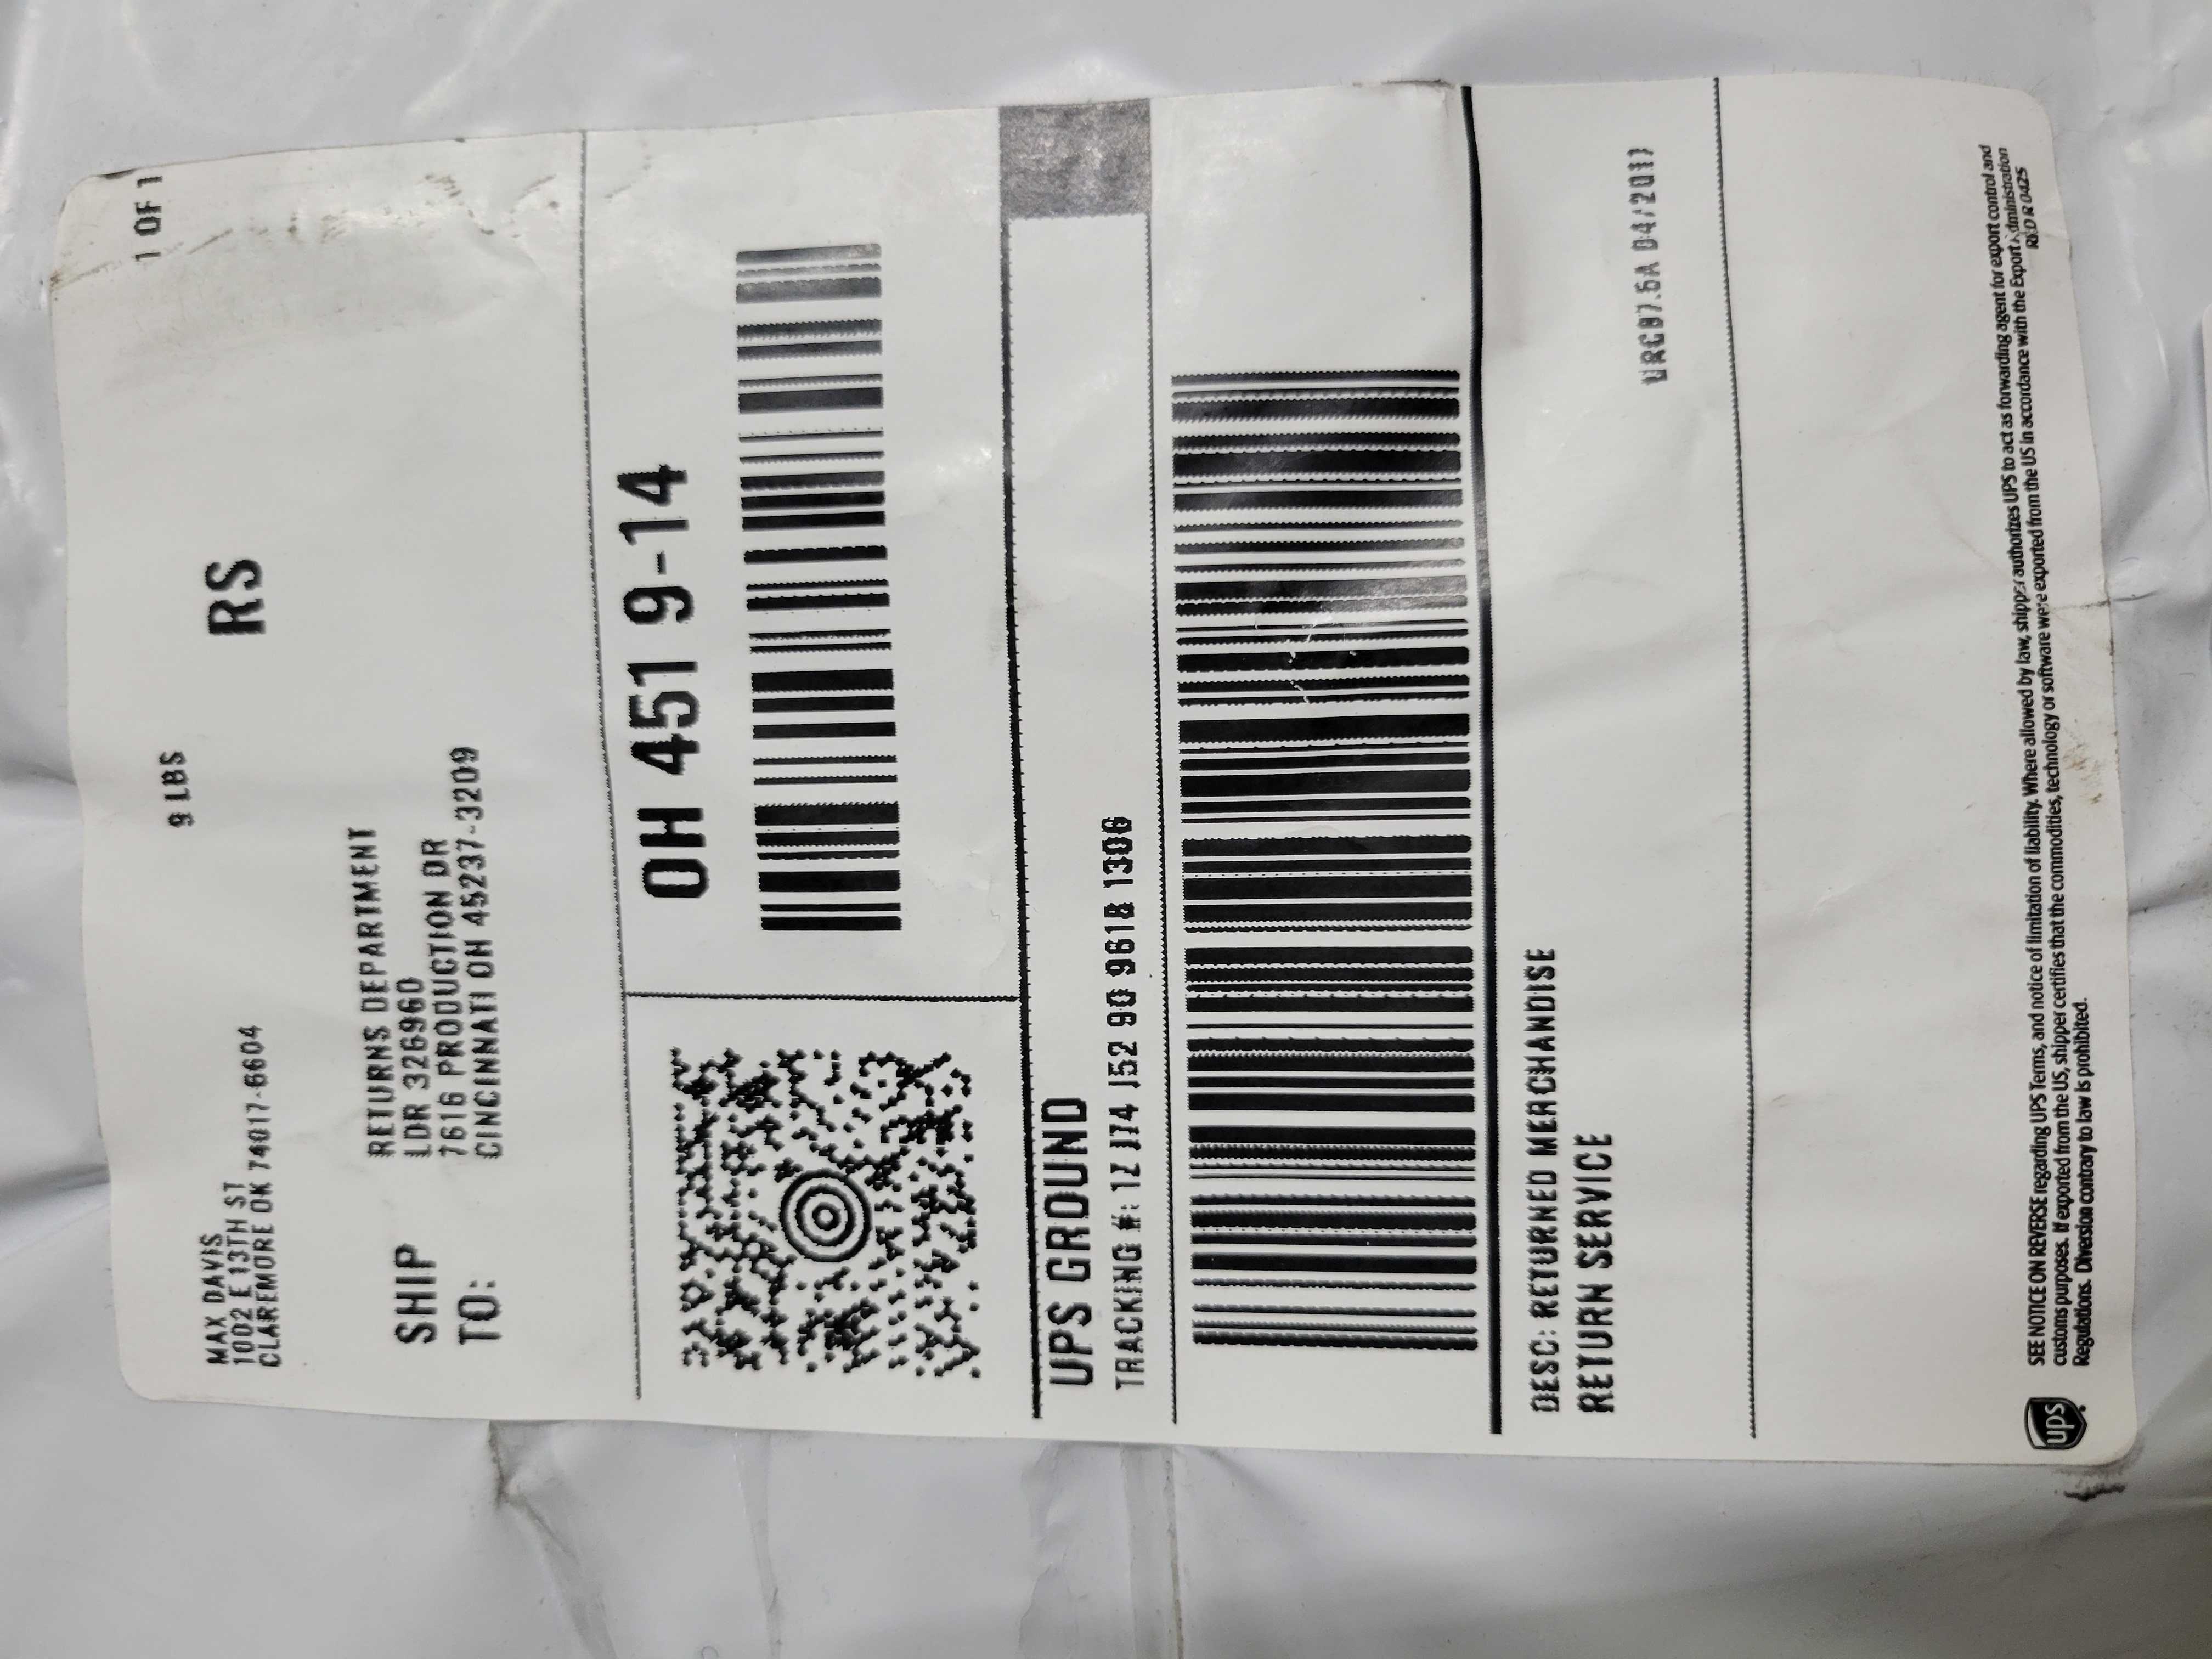 1 OF 1
9 LBS
RS
MAX DAVIS
1002 E 13TH ST
CLAREMORE OK 74017-6604
SHIP
TO:
RETURNS DEPARTMENT
LDR 326960
7616 PRODUCTION DR
CINCINNATI OH 45237-3209
OH 451 9-14
UPS GROUND
TRACKING #: 1Z J74 J52 90 9618 1306
DESC: RETURNED MERCHANDISE
RETURN SERVICE
URC87.6A 04/2017
ups
SEE NOTICE ON REVERSE regarding UPS Terms, and notice of limitation of liability. Where allowed by law, shipper authorizes UPS to act as forwarding agent for export control and
customs purposes. If exported from the US, shipper certifies that the commodities, technology or software were exported from the US in accordance with the Export Administration
Regulations. Diversion contrary to law is prohibited.
R 0425